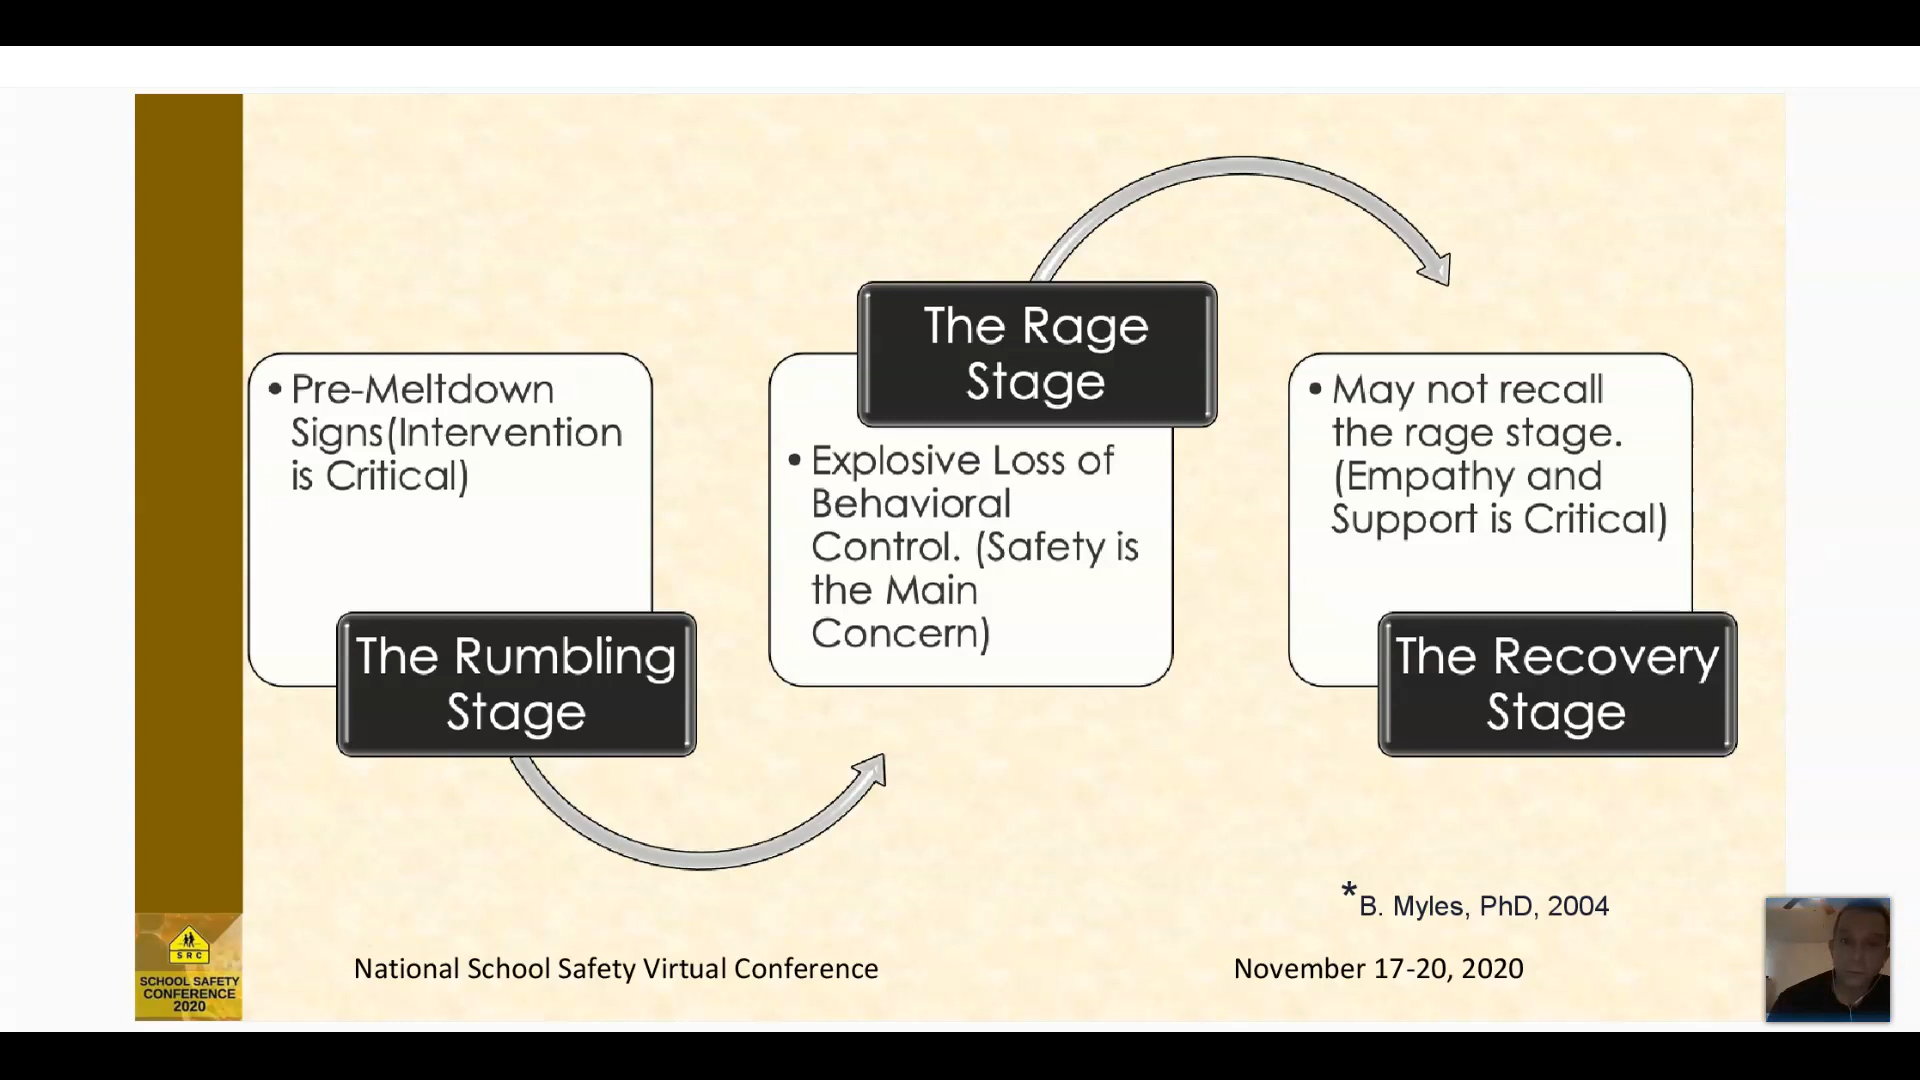 • Pre-Meltdown
Signs(Intervention
is Critical)
The Rumbling
Stage
The Rage
Stage
• Explosive Loss of
Behavioral
Control. (Safety is
the Main
Concern)
• May not recall
the rage stage.
(Empathy and
Support is Critical)
The Recovery
Stage
*B. Myles, PhD, 2004
SRC
SCHOOL SAFETY
CONFERENCE
2020
National School Safety Virtual Conference
November 17-20, 2020